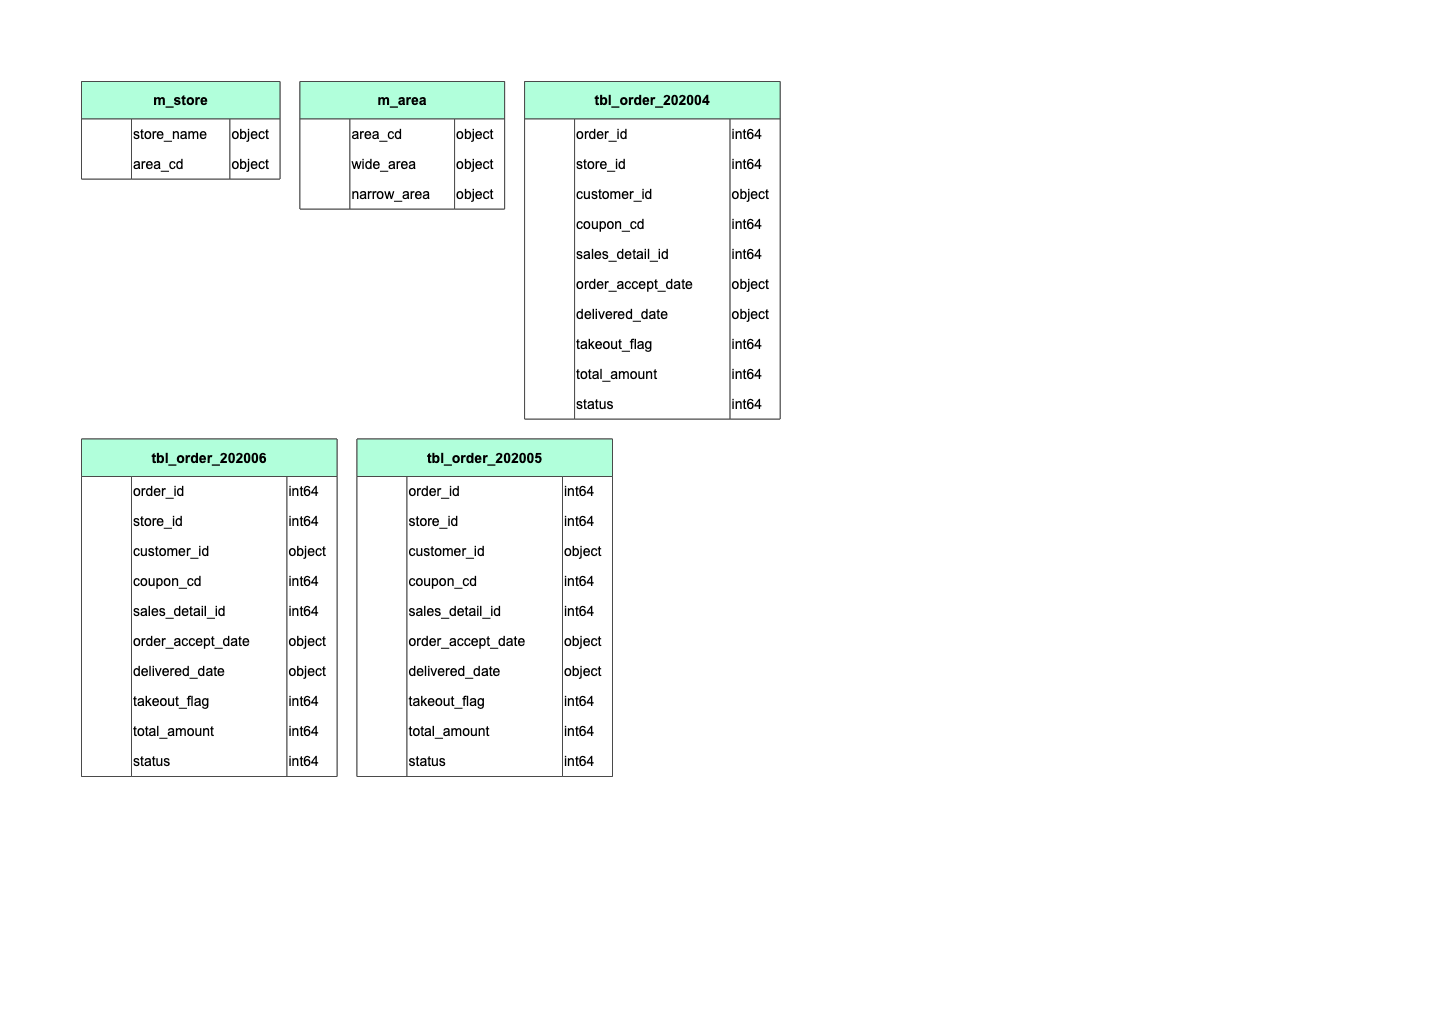 m_store
store_name object
area_cd object
m_area
area_cd object
wide_area object
narrow_area object
tbl_order_202004
order_id int64
store_id int64
customer_id object
coupon_cd int64
sales_detail_id int64
order_accept_date object
delivered_date object
takeout_flag int64
total_amount int64
status int64
tbl_order_202006
order_id int64
store_id int64
customer_id object
coupon_cd int64
sales_detail_id int64
order_accept_date object
delivered_date object
takeout_flag int64
total_amount int64
status int64
tbl_order_202005
order_id int64
store_id int64
customer_id object
coupon_cd int64
sales_detail_id int64
order_accept_date object
delivered_date object
takeout_flag int64
total_amount int64
status int64